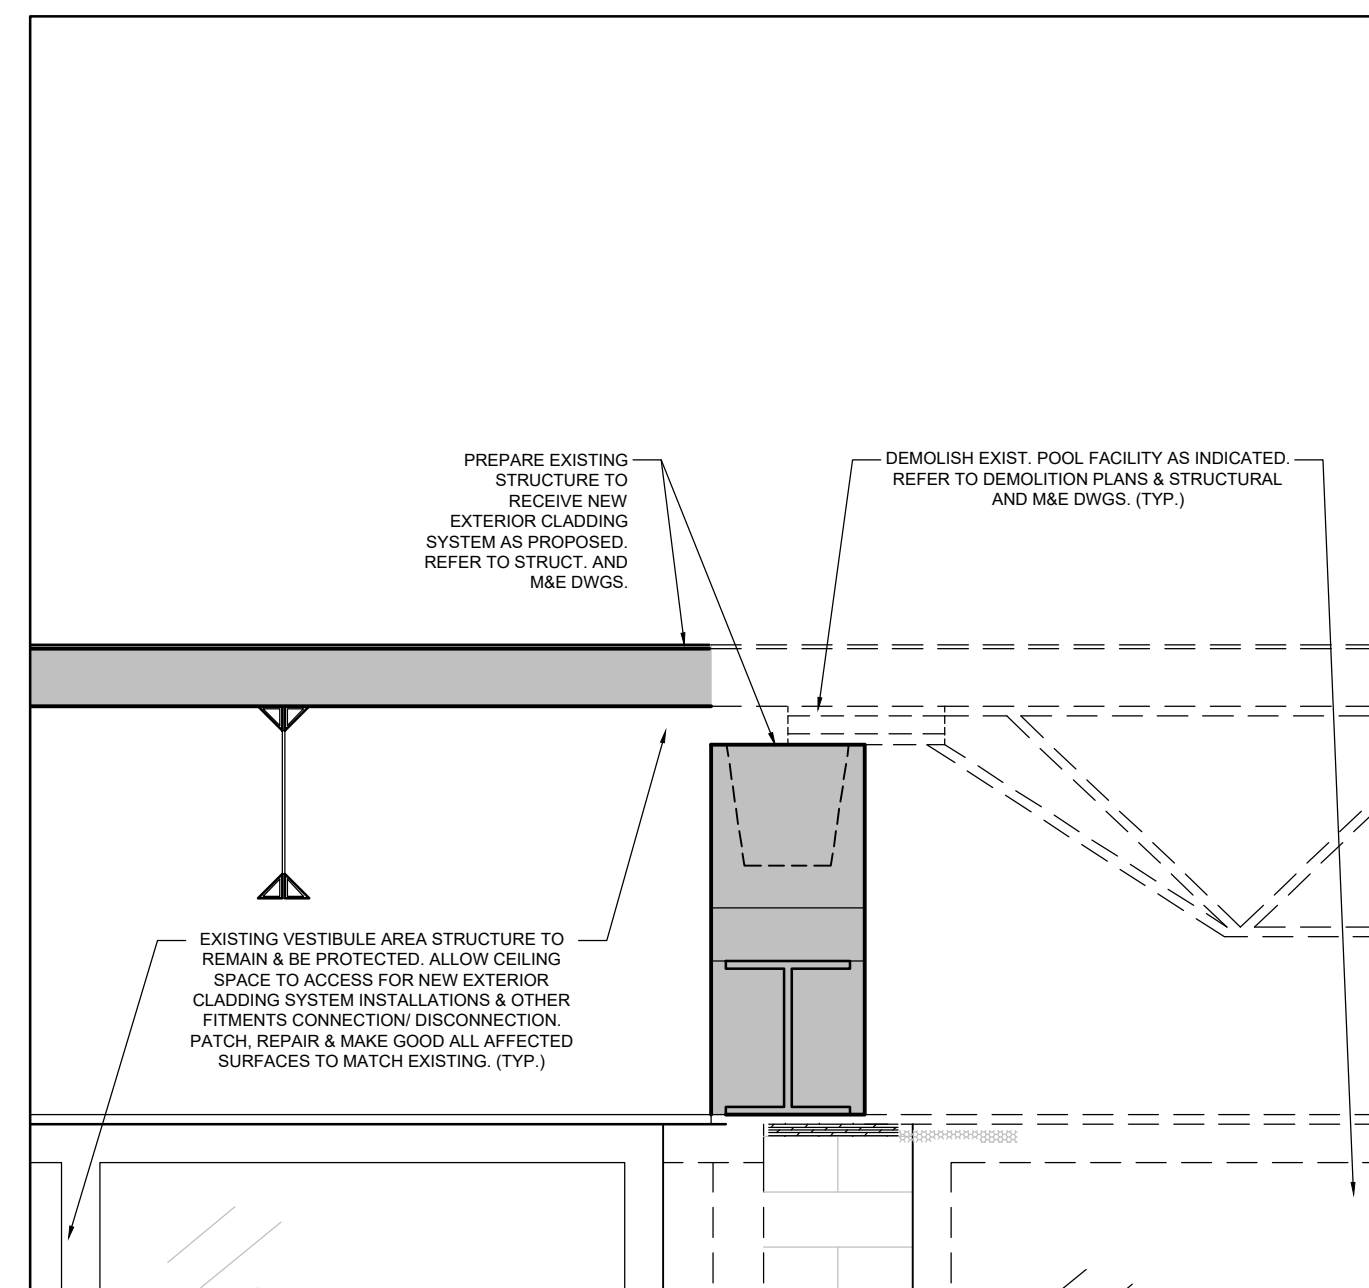 PREPARE EXISTING
STRUCTURE TO
RECEIVE NEW
EXTERIOR CLADDING
SYSTEM AS PROPOSED.
REFER TO STRUCT. AND
M&E DWGS.
DEMOLISH EXIST. POOL FACILITY AS INDICATED.
REFER TO DEMOLITION PLANS & STRUCTURAL
AND M&E DWGS. (TYP.)
EXISTING VESTIBULE AREA STRUCTURE TO
REMAIN & BE PROTECTED. ALLOW CEILING
SPACE TO ACCESS FOR NEW EXTERIOR
CLADDING SYSTEM INSTALLATIONS & OTHER
FITMENTS CONNECTION/ DISCONNECTION.
PATCH, REPAIR & MAKE GOOD ALL AFFECTED
SURFACES TO MATCH EXISTING. (TYP.)